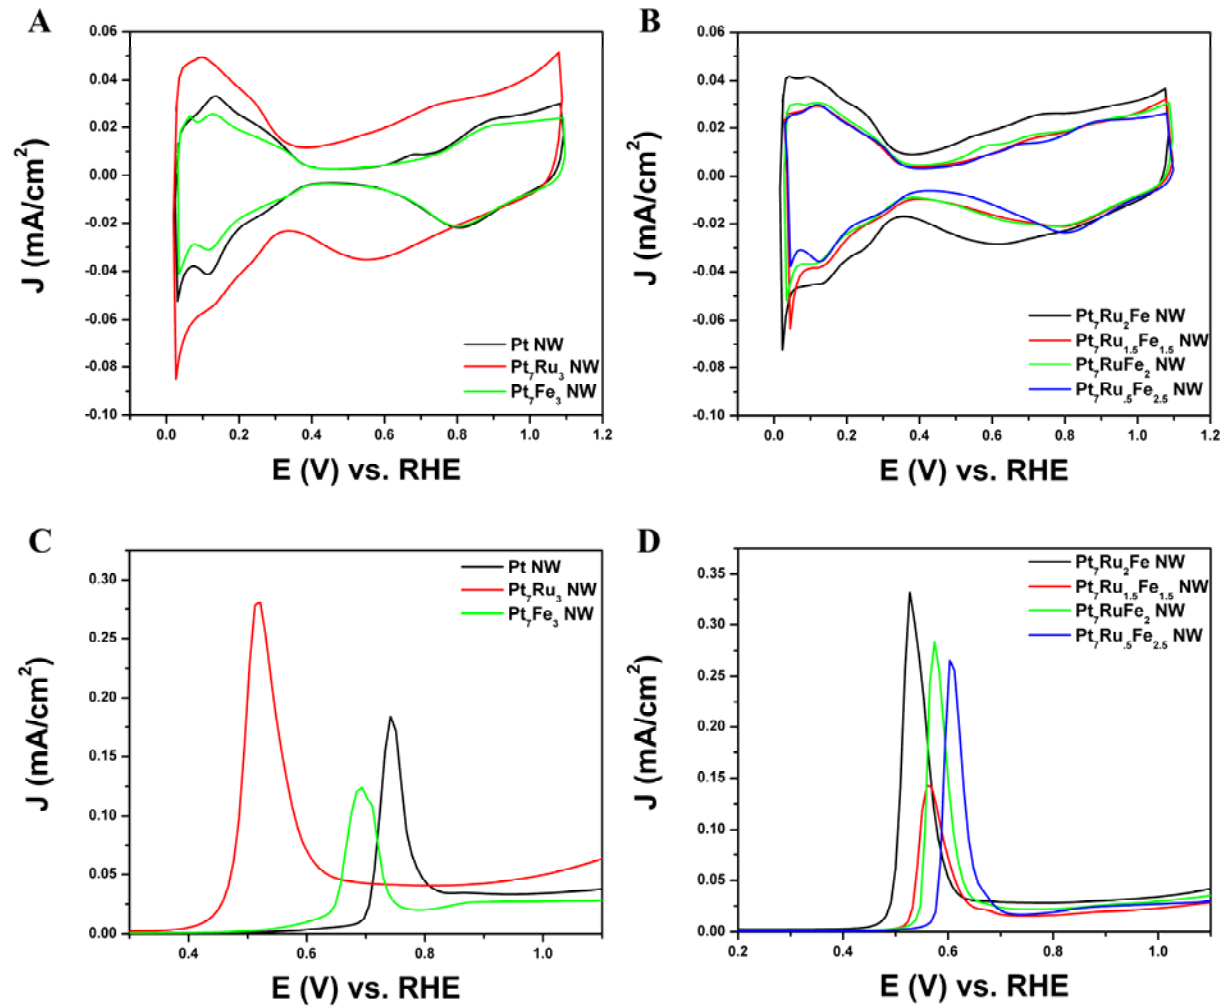 A
0.06
0.04
0.02
0.00
-0.02
-0.04
-0.06
-0.08
-0.10
J (mA/cm²)
Pt NW
Pt₇Ru₃ NW
Pt₇Fe₃ NW
0.0 0.2 0.4 0.6 0.8 1.0 1.2
E (V) vs. RHE
B
0.06
0.04
0.02
0.00
-0.02
-0.04
-0.06
-0.08
-0.10
J (mA/cm²)
Pt₇Ru₂Fe NW
Pt₇Ru₁.₅Fe₁.₅ NW
Pt₇RuFe₂ NW
Pt₇Ru.₅Fe₂.₅ NW
0.0 0.2 0.4 0.6 0.8 1.0 1.2
E (V) vs. RHE
C
0.30
0.25
0.20
0.15
0.10
0.05
0.00
J (mA/cm²)
Pt NW
Pt₇Ru₃ NW
Pt₇Fe₃ NW
0.4 0.6 0.8 1.0
E (V) vs. RHE
D
0.35
0.30
0.25
0.20
0.15
0.10
0.05
0.00
J (mA/cm²)
Pt₇Ru₂Fe NW
Pt₇Ru₁.₅Fe₁.₅ NW
Pt₇RuFe₂ NW
Pt₇Ru.₅Fe₂.₅ NW
0.2 0.4 0.6 0.8 1.0
E (V) vs. RHE